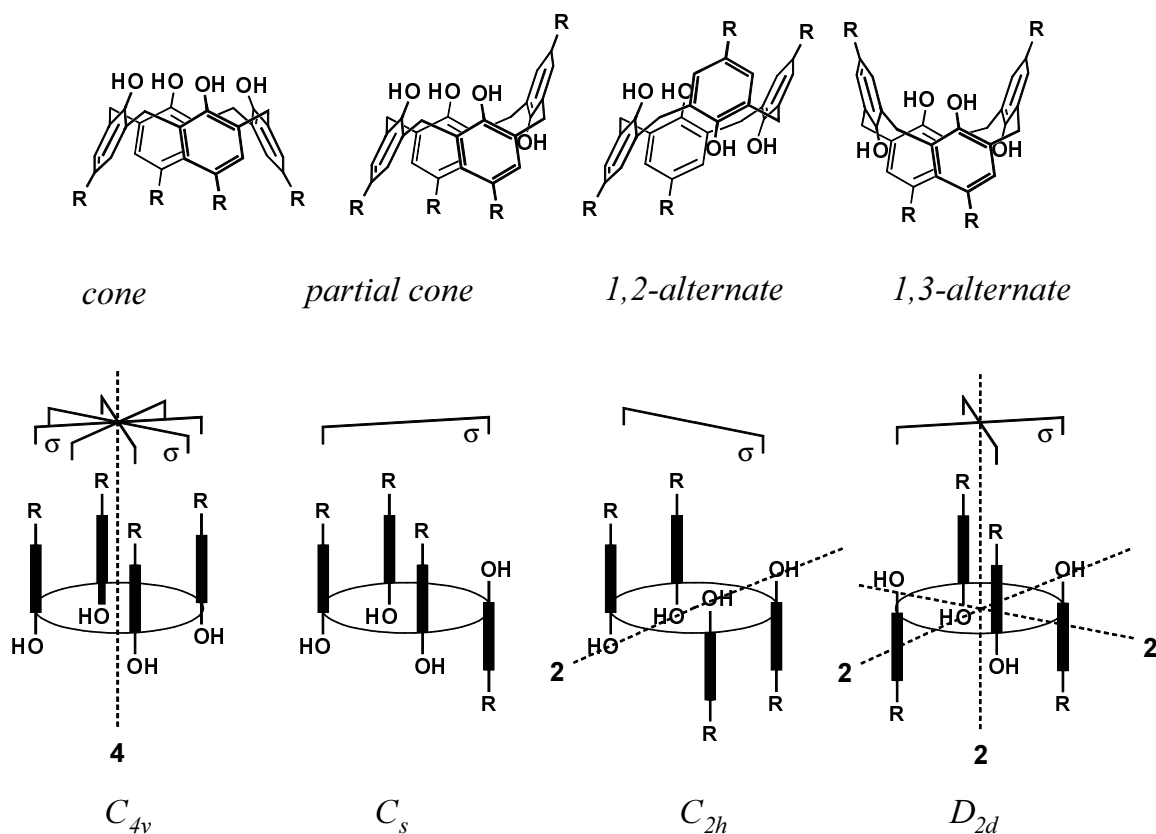 R
HO HO OH OH
R R R R
HO HO OH
OH
R R R
R R
HO HO
OH OH
R R
R R
HO OH
HO OH
R R
cone partial cone 1,2-alternate 1,3-alternate
σ σ σ σ σ
R R R R
HO HO OH OH
4
R R R
OH
HO HO OH
R
R R
OH
HO OH
HO
2
R R
R R
HO OH
HO OH
2 2
R R
2
C4v Cs C2h D2d